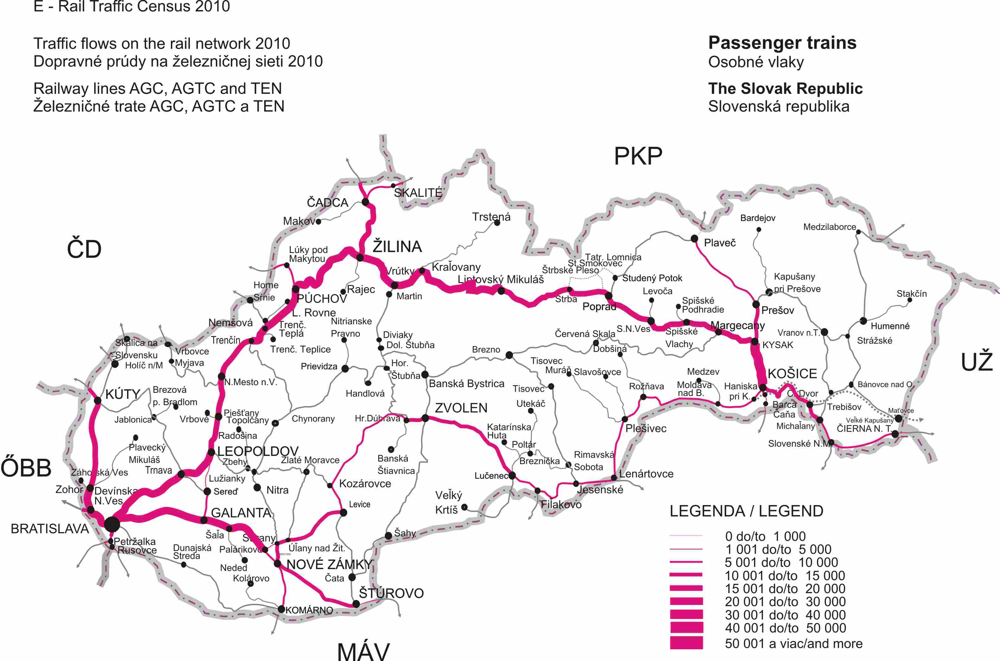 E - Rail Traffic Census 2010
Traffic flows on the rail network 2010
Dopravné prúdy na železničnej sieti 2010
Railway lines AGC, AGTC and TEN
Železničné trate AGC, AGTC a TEN
Passenger trains
Osobné vlaky
The Slovak Republic
Slovenská republika
PKP
SKALITÉ
ČADCA
Makov
Trstená
Bardejov
Medzilaborce
ČD
ŽILINA
Plaveč
Lúky pod
Makytou
Tatr. Lomnica
St.Smokovec
Štrbské Pleso
Vrútky
Kraľovany
Liptovský Mikuláš
Studený Potok
Kapušany
pri Prešove
Horne
Sŕnie
Rajec
Martin
Levoča
Stakčín
PÚCHOV
Štrba
Poprad
Spišské
Podhradie
Prešov
L. Rovne
Nemšová
Trenč.
Teplá
Nitrianske
Pravno
S.N.Ves
Spišské
Vlachy
Margecany
Humenné
Vranov n.T.
Strážske
Trenčín
Trenč. Teplice
Diviaky
Dol. Štubňa
Červená Skala
Dobšiná
KYSAK
Skalica na
Slovensku
Holíč n/M
Vrbovce
Myjava
Brezno
UŽ
Prievidza
Hor.
Štubňa
Tisovec
Muráň
Slavošovce
Medzev
KOŠICE
N.Mesto n.V.
Banská Bystrica
Tisovec
Rožňava
Moldava
nad B.
Haniska
pri K.
Bánovce nad O.
KÚTY
Brezová
p. Bradlom
Handlová
Č. Dvor
Utekáč
Barca
Čaňa
Trebišov
ZVOLEN
Jablonica
Vrbové
Piešťany
Topolčany
Chynorany
Hr.Dúbrava
Maťovce
Veľké Kapušany
ČIERNA N. T.
Radošina
Katarínska
Huta
Plešivec
Michaľany
Plavecký
Mikuláš
Poltár
Slovenské N.M.
LEOPOLDOV
Zbehy
Zlaté Moravce
Banská
Štiavnica
Breznička
Rimavská
Sobota
ŐBB
Záhorská Ves
Trnava
Lužianky
Kozárovce
Lučenec
Lenártovce
Zohor
Devínska
N.Ves
Sereď
Nitra
Jesenské
Veľký
Krtíš
Fiľakovo
Levice
GALANTA
BRATISLAVA
Šaľa
Šurany
Šahy
Petržalka
Rusovce
Dunajská
Streda
Palárikovo
Úľany nad Žit.
Neded
NOVÉ ZÁMKY
Kolárovo
Čata
ŠTÚROVO
KOMÁRNO
MÁV
LEGENDA / LEGEND
0 do/to 1 000
1 001 do/to 5 000
5 001 do/to 10 000
10 001 do/to 15 000
15 001 do/to 20 000
20 001 do/to 30 000
30 001 do/to 40 000
40 001 do/to 50 000
50 001 a viac/and more